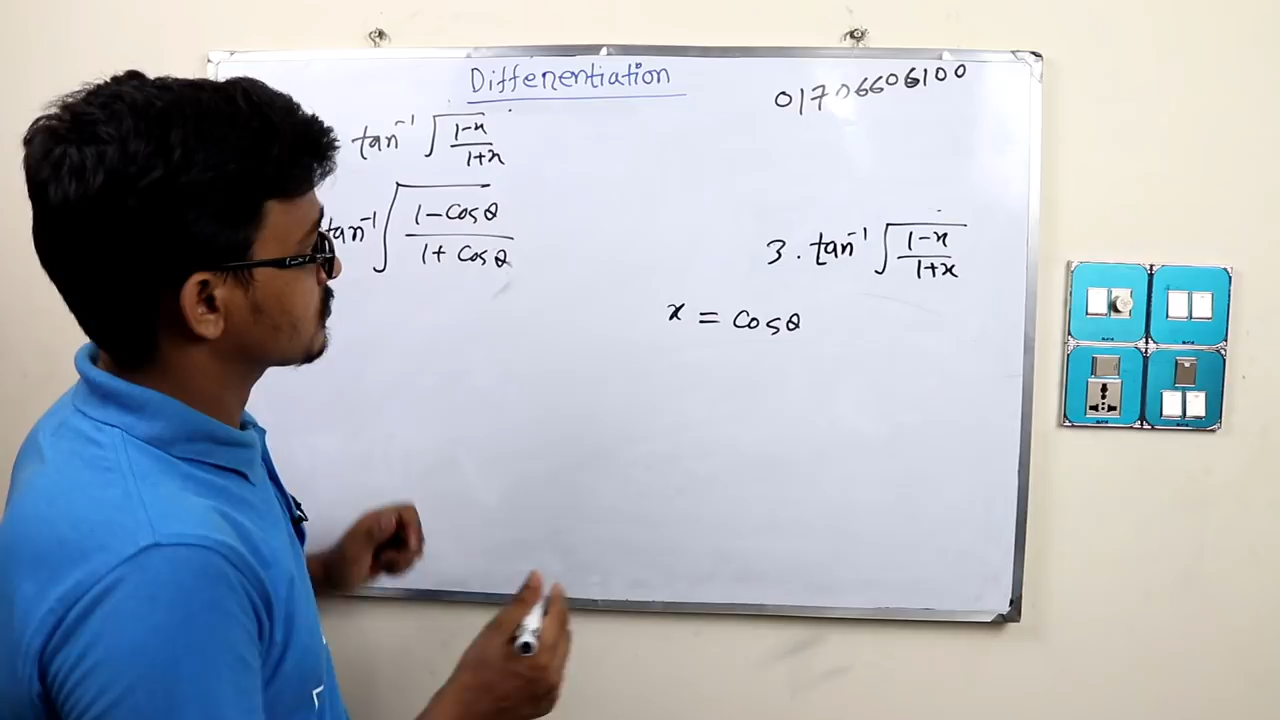 Differentiation
01706606100
tan⁻¹ √(1-x/1+x)
tan⁻¹ √(1-cosθ/1+cosθ)
3. tan⁻¹ √(1-x/1+x)
x = cosθ